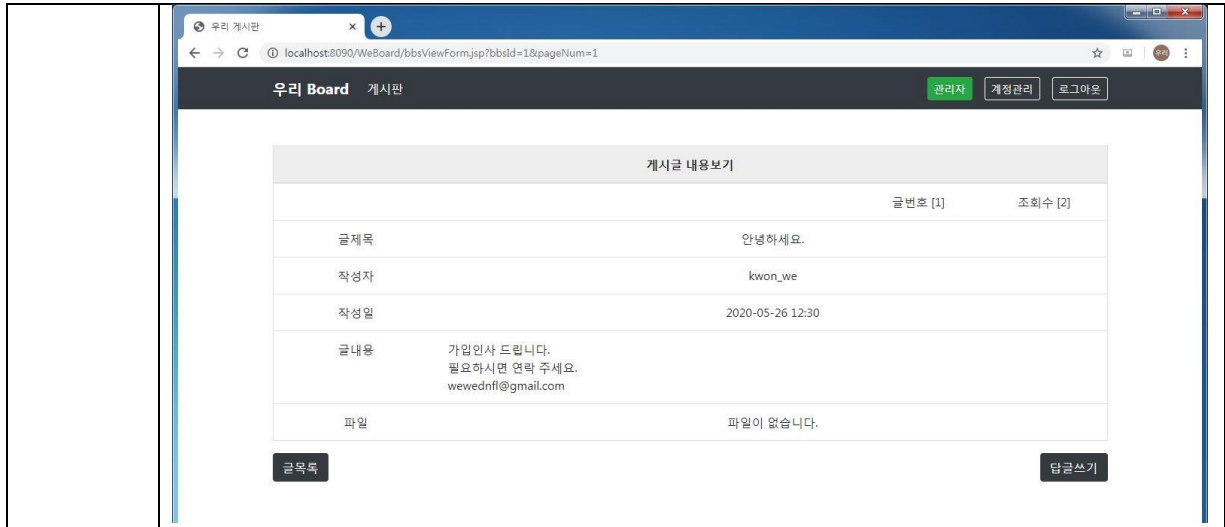 우리 게시판
localhost:8090/WeBoard/bbsViewForm.jsp?bbsId=1&pageNum=1
우리
우리 Board 게시판 관리자 계정관리 로그아웃
게시글 내용보기
글번호 [1] 조회수 [2]
글제목 안녕하세요.
작성자 kwon_we
작성일 2020-05-26 12:30
글내용 가입인사 드립니다.
필요하시면 연락 주세요.
wewednfl@gmail.com
파일 파일이 없습니다.
글목록 답글쓰기